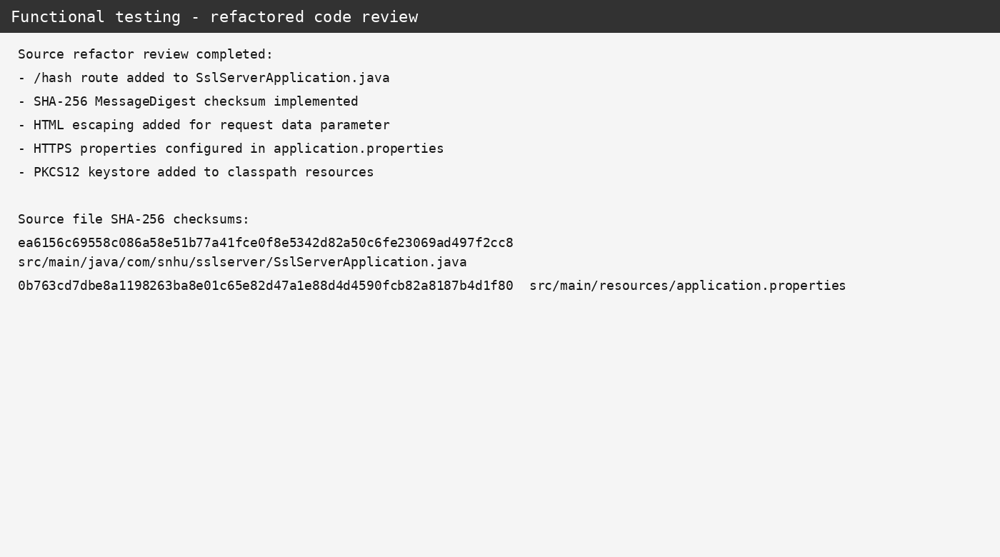 Functional testing - refactored code review
Source refactor review completed:
- /hash route added to SslServerApplication.java
- SHA-256 MessageDigest checksum implemented
- HTML escaping added for request data parameter
- HTTPS properties configured in application.properties
- PKCS12 keystore added to classpath resources
Source file SHA-256 checksums:
ea6156c69558c086a58e51b77a41fce0f8e5342d82a50c6fe23069ad497f2cc8
src/main/java/com/snhu/sslserver/SslServerApplication.java
0b763cd7dbe8a1198263ba8e01c65e82d47a1e88d4d4590fcb82a8187b4d1f80  src/main/resources/application.properties